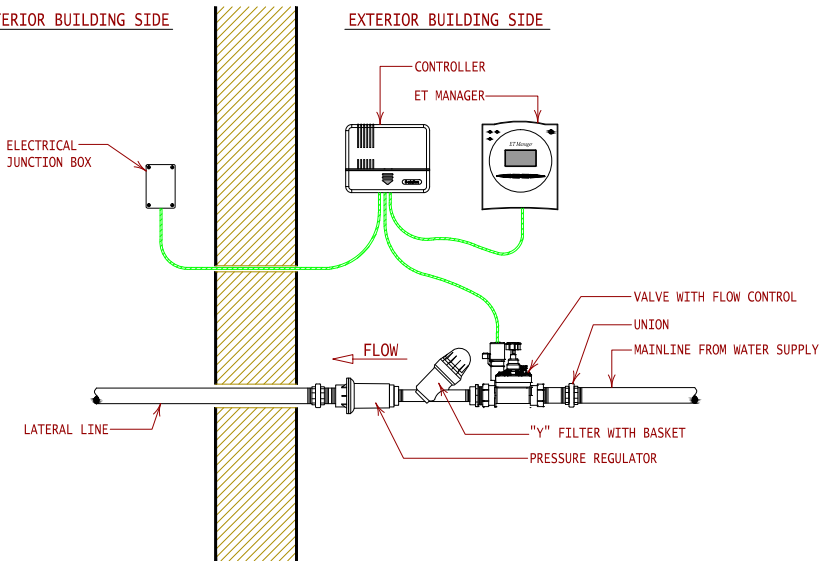 TERIOR BUILDING SIDE
EXTERIOR BUILDING SIDE
CONTROLLER
ET MANAGER
ELECTRICAL
JUNCTION BOX
ET Manager
VALVE WITH FLOW CONTROL
UNION
FLOW
MAINLINE FROM WATER SUPPLY
LATERAL LINE
"Y" FILTER WITH BASKET
PRESSURE REGULATOR